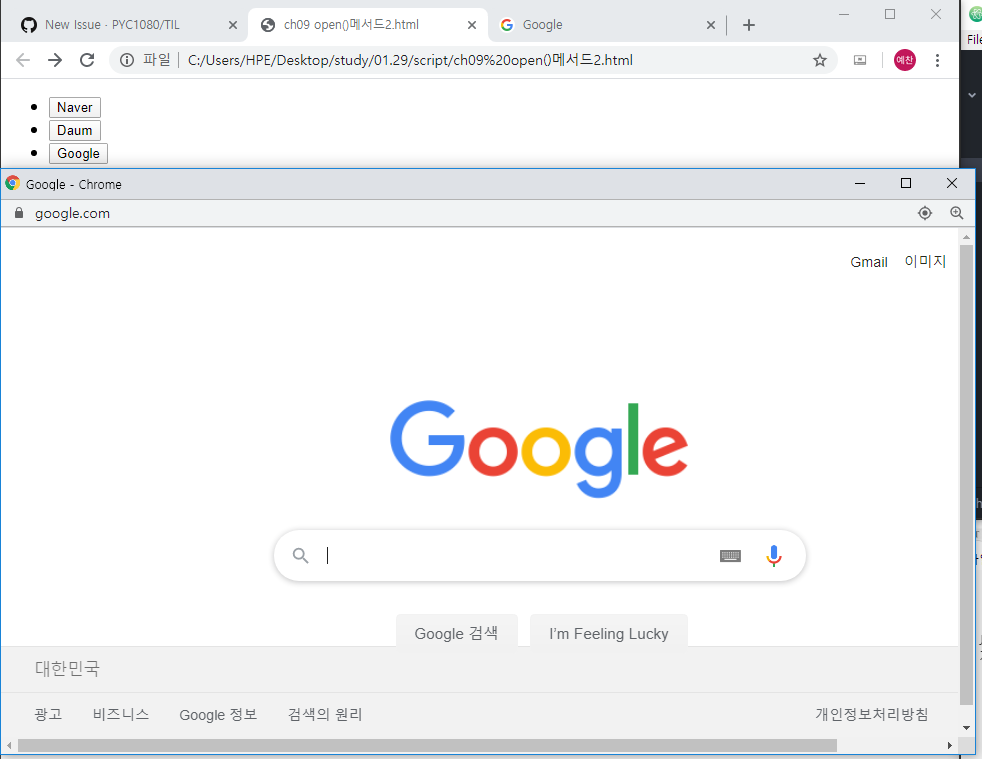 New Issue · PYC1080/TIL
ch09 open()메서드2.html
Google
File
파일 C:/Users/HPE/Desktop/study/01.29/script/ch09%20open()메서드2.html
예찬
Naver
Daum
Google
Google - Chrome
google.com
Gmail 이미지
Google
Google 검색 I'm Feeling Lucky
대한민국
광고 비즈니스 Google 정보 검색의 원리 개인정보처리방침